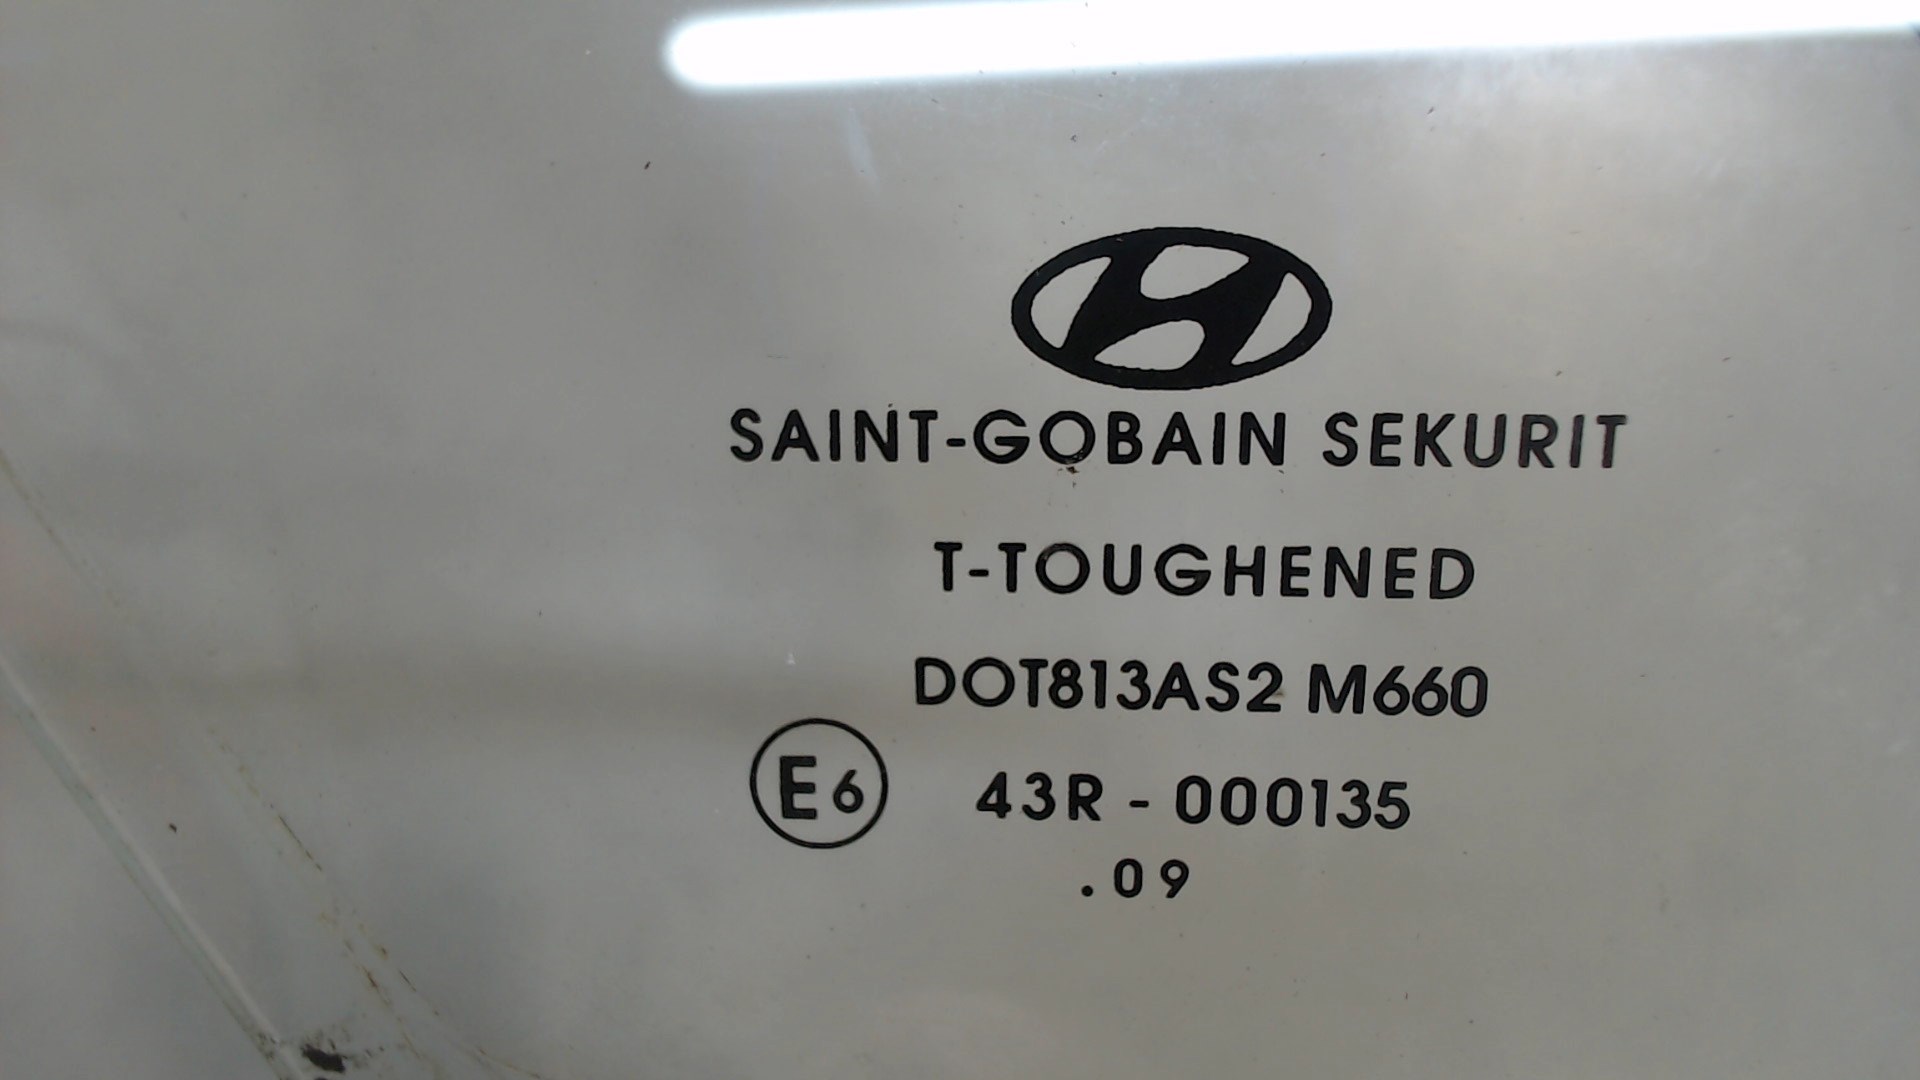 SAINT-GOBAIN SEKURIT
T-TOUGHENED
DOT813AS2 M660
E6 43R - 000135
.09